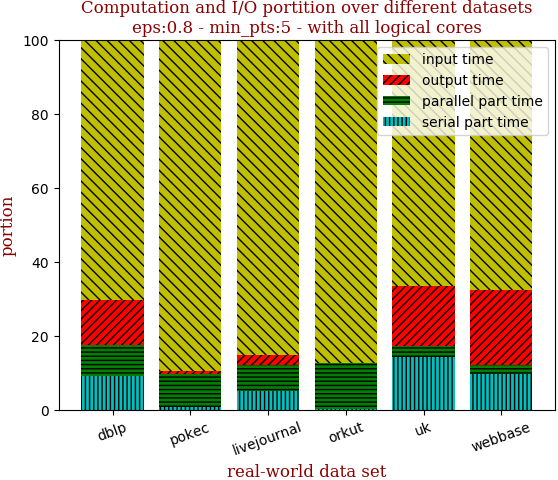 Computation and I/O portition over different datasets
eps:0.8 - min_pts:5 - with all logical cores
100
80
60
40
20
0
portion
input time
output time
parallel part time
serial part time
dblp
pokec
livejournal
orkut
uk
webbase
real-world data set